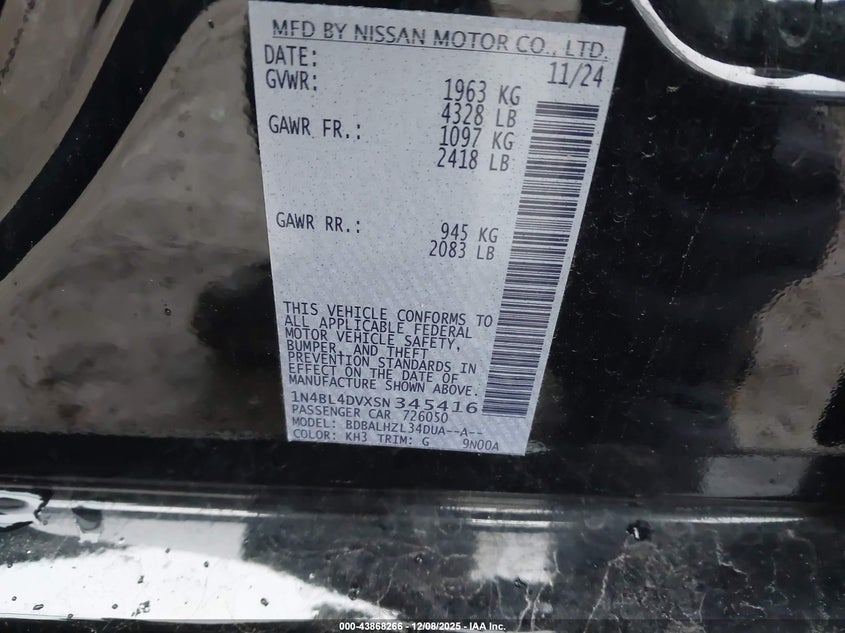 MFD BY NISSAN MOTOR CO., LTD.
DATE: 11/24
GVWR: 1963 KG
4328 LB
GAWR FR.: 1097 KG
2418 LB
GAWR RR.: 945 KG
2083 LB
THIS VEHICLE CONFORMS TO
ALL APPLICABLE FEDERAL
MOTOR VEHICLE SAFETY,
BUMPER, AND THEFT
PREVENTION STANDARDS IN
EFFECT ON THE DATE OF
MANUFACTURE SHOWN ABOVE.
1N4BL4DVXSN345416
PASSENGER CAR 726050
MODEL: BDBALHZL34DUA--A--
COLOR: KH3 TRIM: G 9N00A
000-43868266 - 12/08/2025 - IAA Inc.